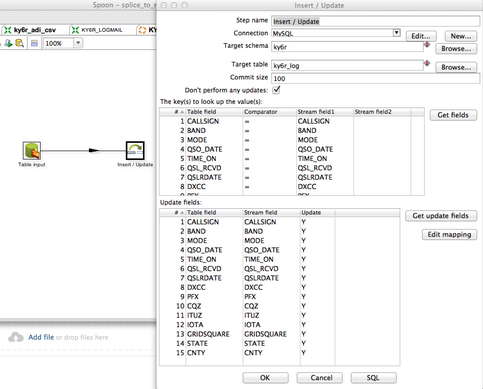 Spoon - splice_to_
ky6r_adi_csv
KY6R_LOGMAIL
KY
100%
Table input
Insert / Update
Add file or drop files here
Insert / Update
Step name Insert / Update
Connection MySQL Edit... New...
Target schema ky6r Browse...
Target table ky6r_log Browse...
Commit size 100
Don't perform any updates:
The key(s) to look up the value(s):
# Table field Comparator Stream field1 Stream field2 Get fields
1 CALLSIGN = CALLSIGN
2 BAND = BAND
3 MODE = MODE
4 QSO_DATE = QSO_DATE
5 TIME_ON = TIME_ON
6 QSL_RCVD = QSL_RCVD
7 QSLRDATE = QSLRDATE
8 DXCC = DXCC
Update fields:
# Table field Stream field Update Get update fields
1 CALLSIGN CALLSIGN Y
2 BAND BAND Y Edit mapping
3 MODE MODE Y
4 QSO_DATE QSO_DATE Y
5 TIME_ON TIME_ON Y
6 QSL_RCVD QSL_RCVD Y
7 QSLRDATE QSLRDATE Y
8 DXCC DXCC Y
9 PFX PFX Y
10 CQZ CQZ Y
11 ITUZ ITUZ Y
12 IOTA IOTA Y
13 GRIDSQUARE GRIDSQUARE Y
14 STATE STATE Y
15 CNTY CNTY Y
OK Cancel SQL